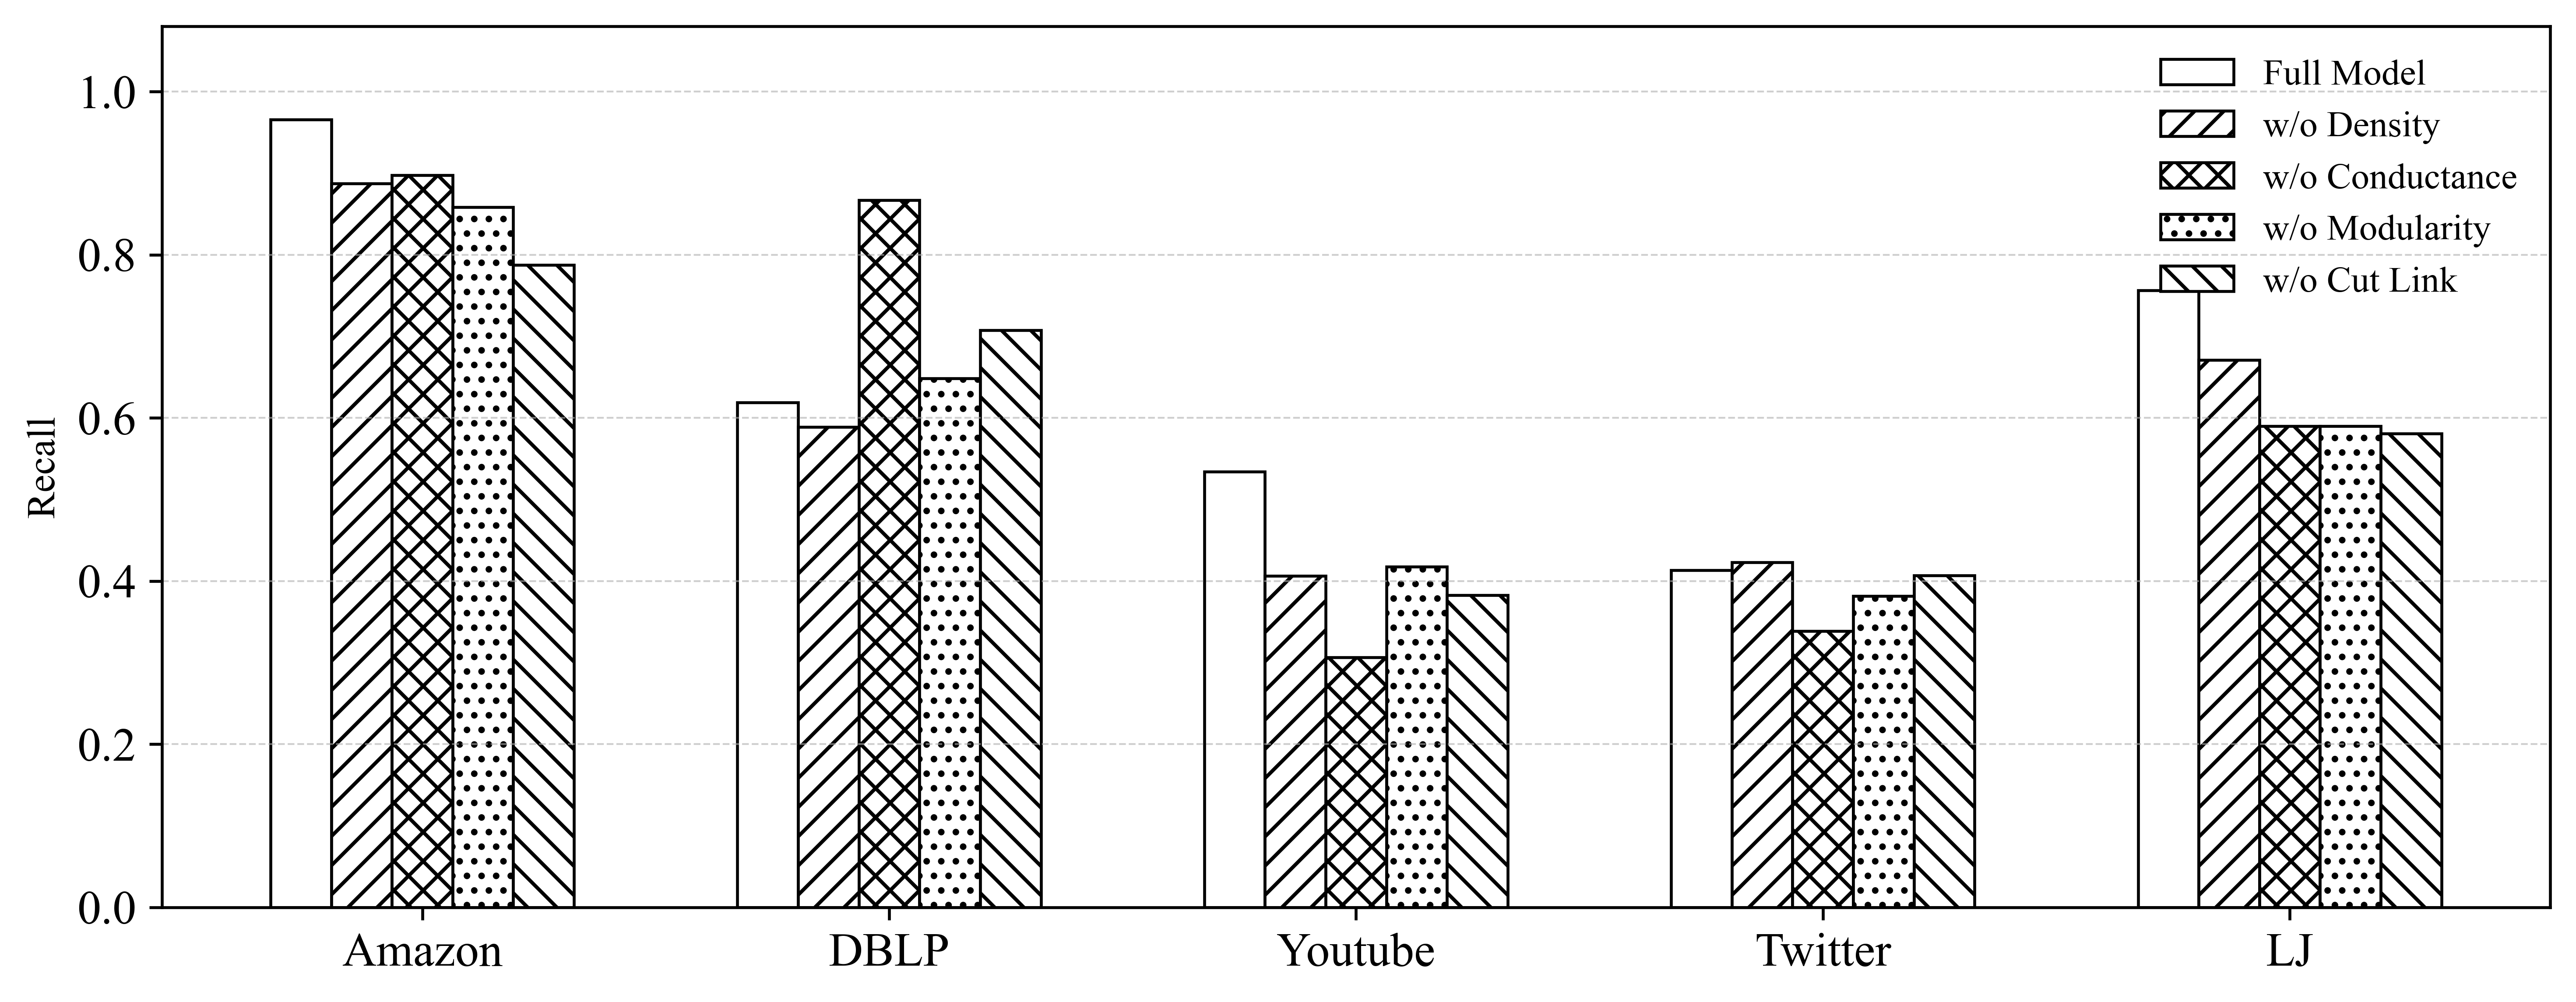 Recall
1.0
0.8
0.6
0.4
0.2
0.0
Amazon
DBLP
Youtube
Twitter
LJ
Full Model
w/o Density
w/o Conductance
w/o Modularity
w/o Cut Link